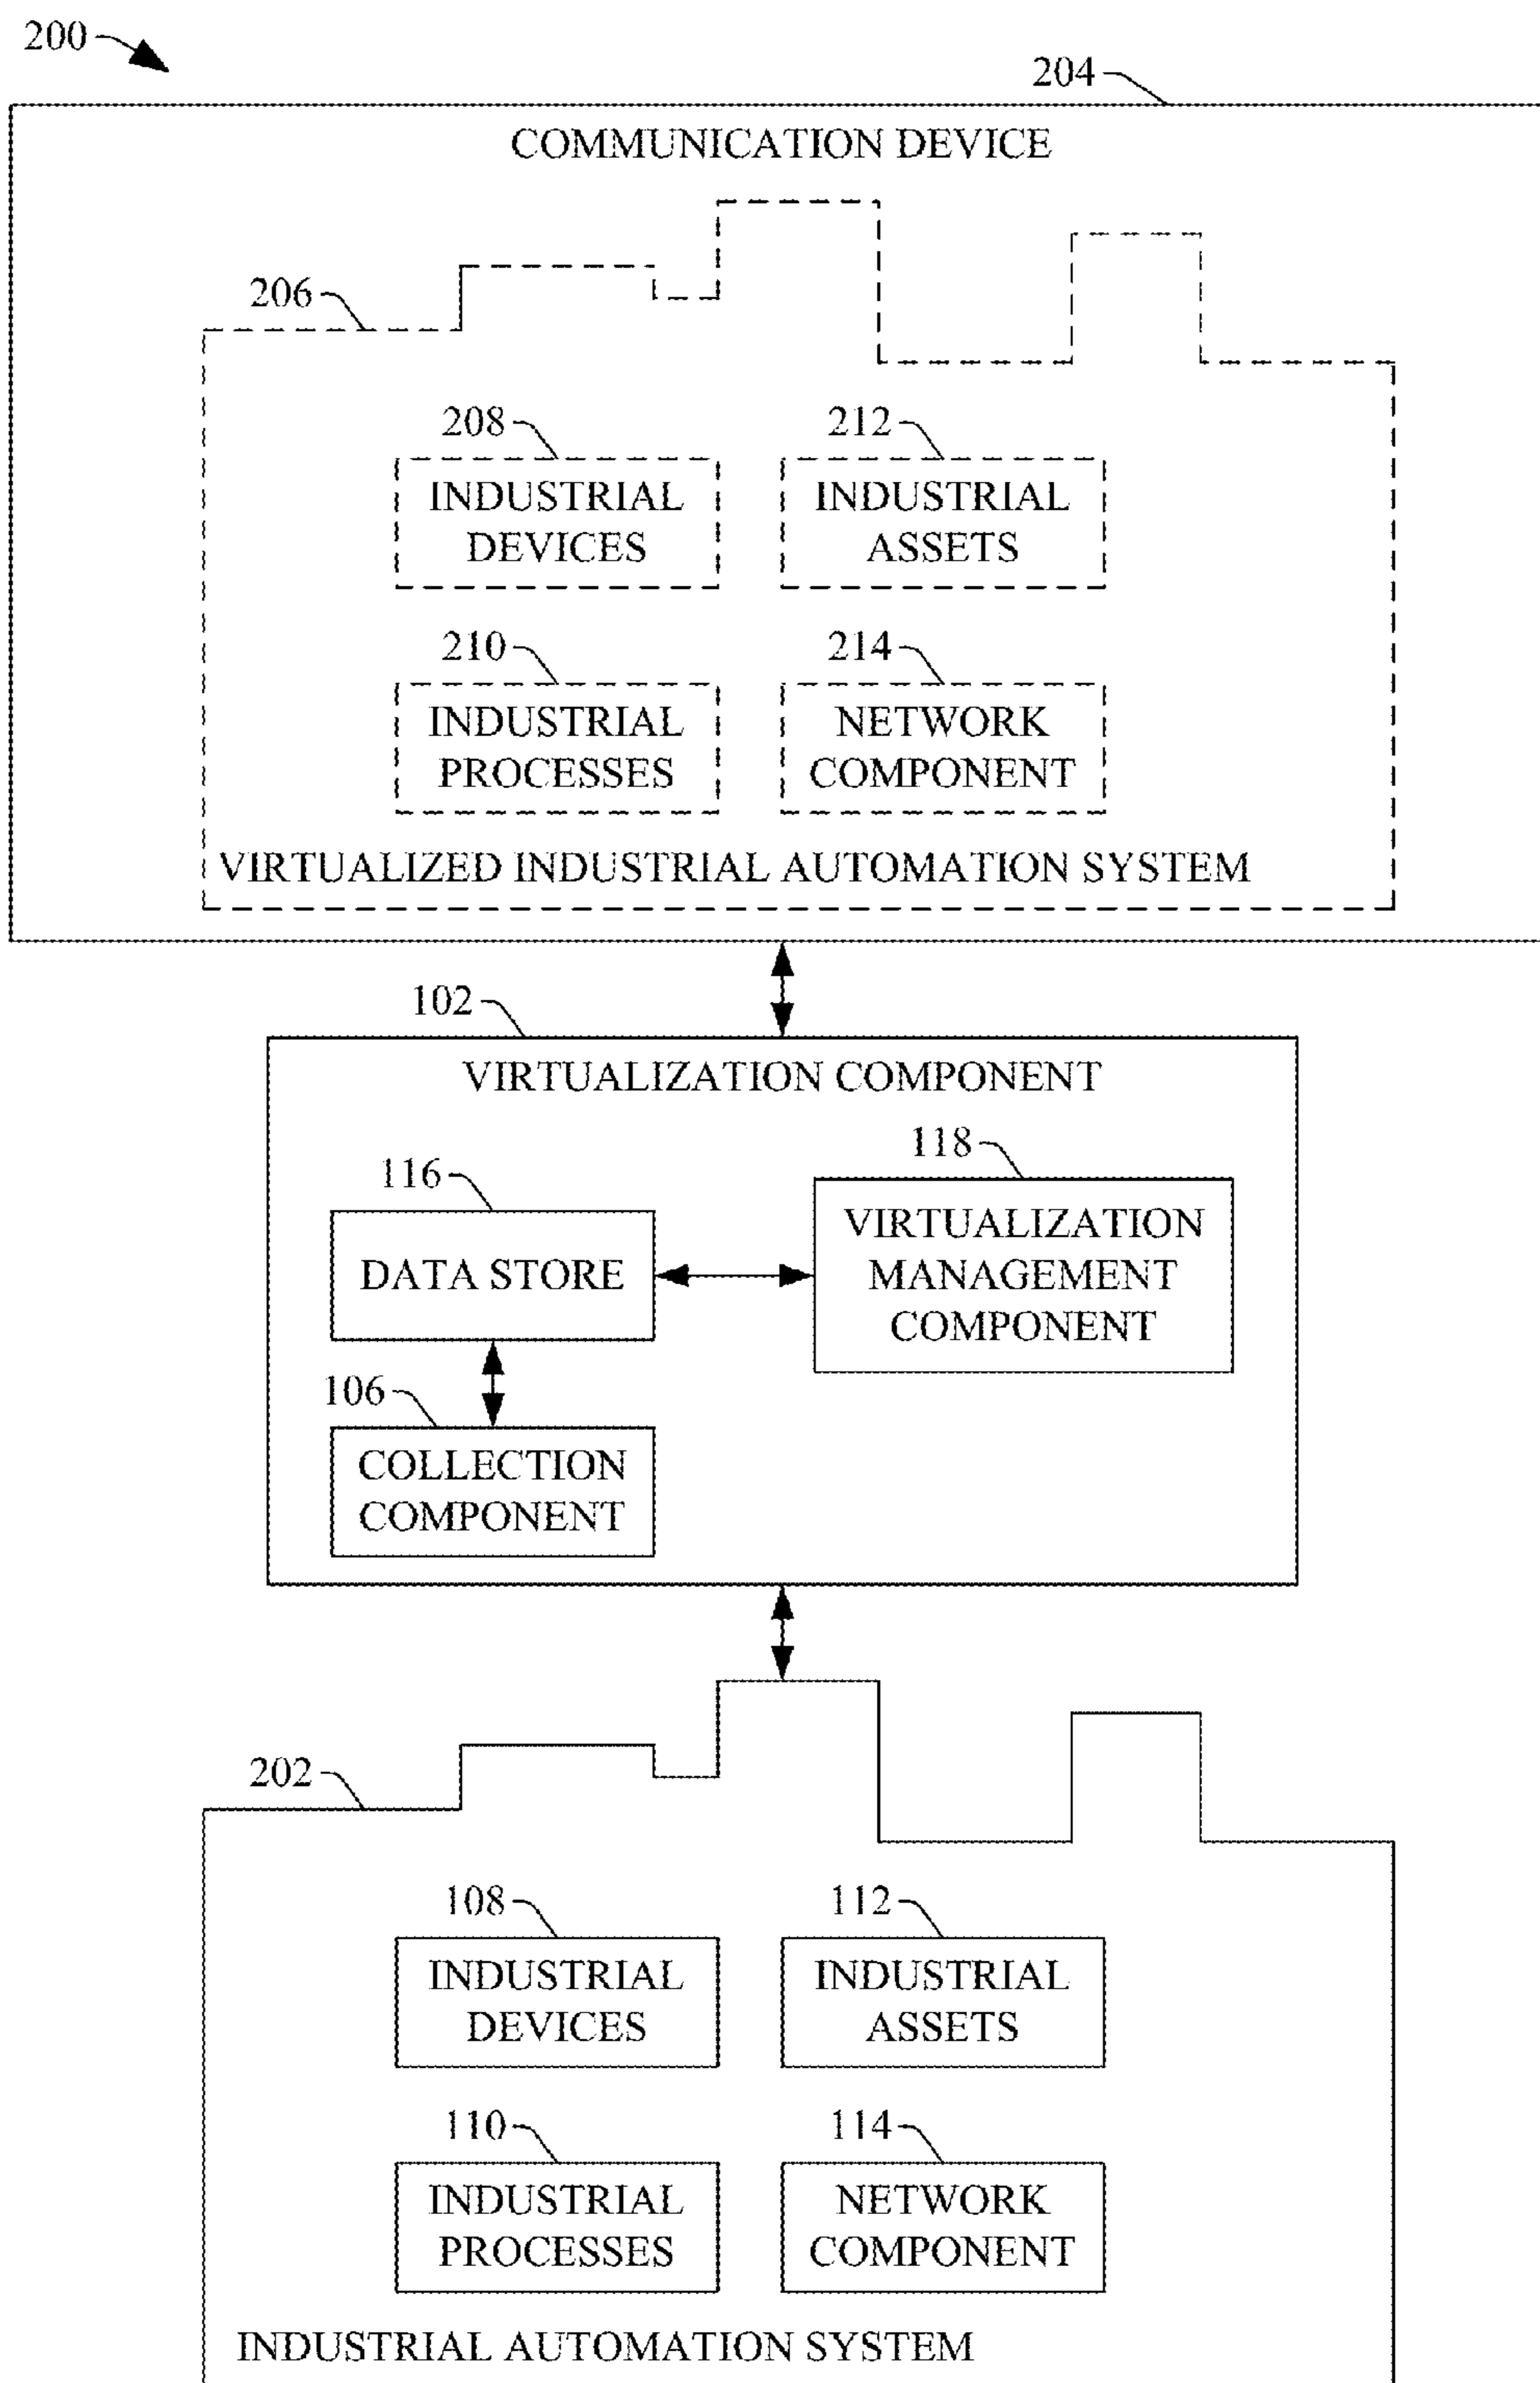 200
204
COMMUNICATION DEVICE
206
208
212
INDUSTRIAL
DEVICES
INDUSTRIAL
ASSETS
210
214
INDUSTRIAL
PROCESSES
NETWORK
COMPONENT
VIRTUALIZED INDUSTRIAL AUTOMATION SYSTEM
102
VIRTUALIZATION COMPONENT
118
116
VIRTUALIZATION
MANAGEMENT
COMPONENT
DATA STORE
106
COLLECTION
COMPONENT
202
108
112
INDUSTRIAL
DEVICES
INDUSTRIAL
ASSETS
110
114
INDUSTRIAL
PROCESSES
NETWORK
COMPONENT
INDUSTRIAL AUTOMATION SYSTEM